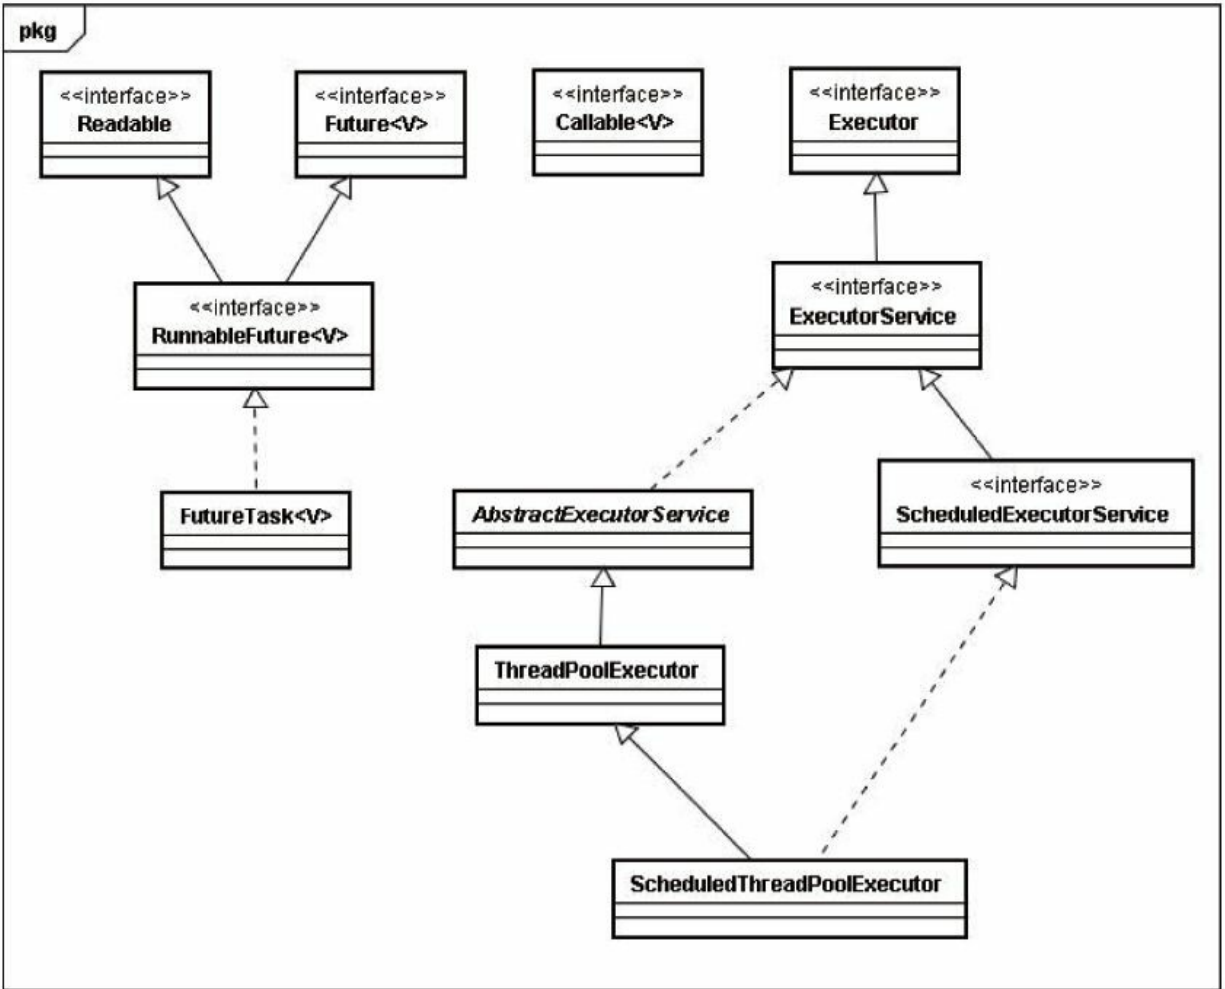 pkg
<<interface>>
Readable
<<interface>>
Future<V>
<<interface>>
Callable<V>
<<interface>>
Executor
<<interface>>
RunnableFuture<V>
<<interface>>
ExecutorService
FutureTask<V>
AbstractExecutorService
<<interface>>
ScheduledExecutorService
ThreadPoolExecutor
ScheduledThreadPoolExecutor